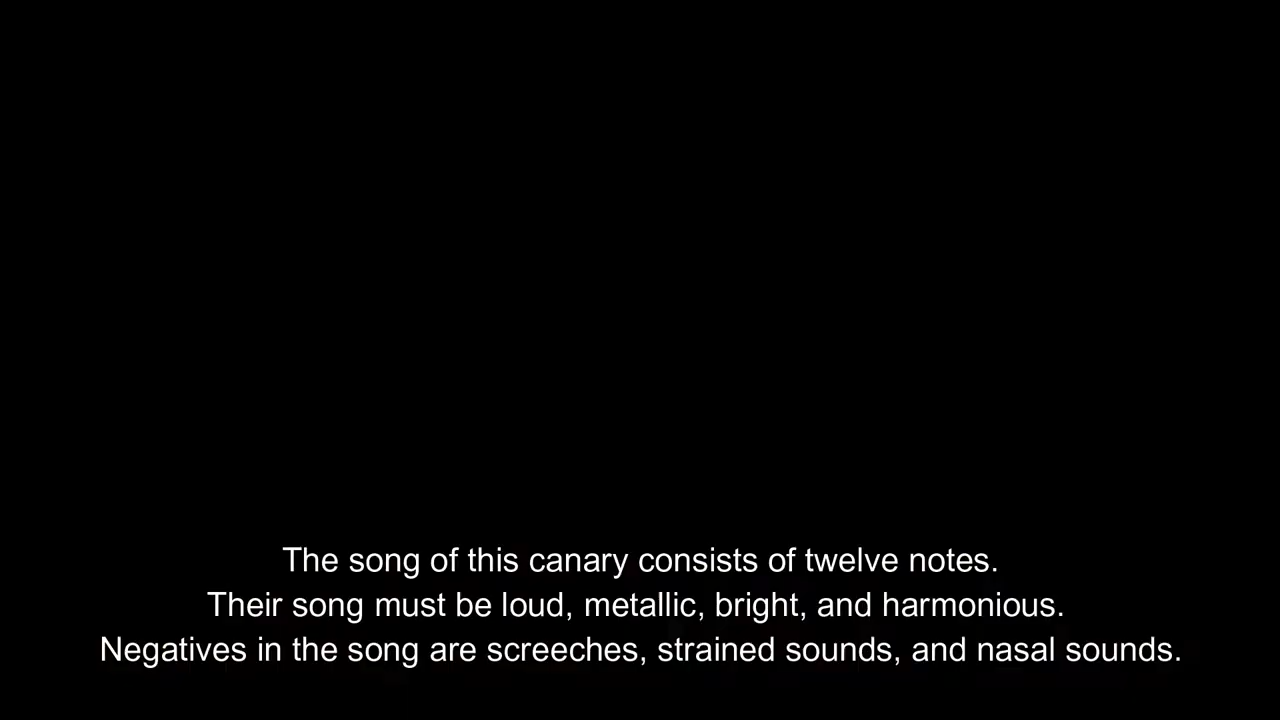 The song of this canary consists of twelve notes.
Their song must be loud, metallic, bright, and harmonious.
Negatives in the song are screeches, strained sounds, and nasal sounds.